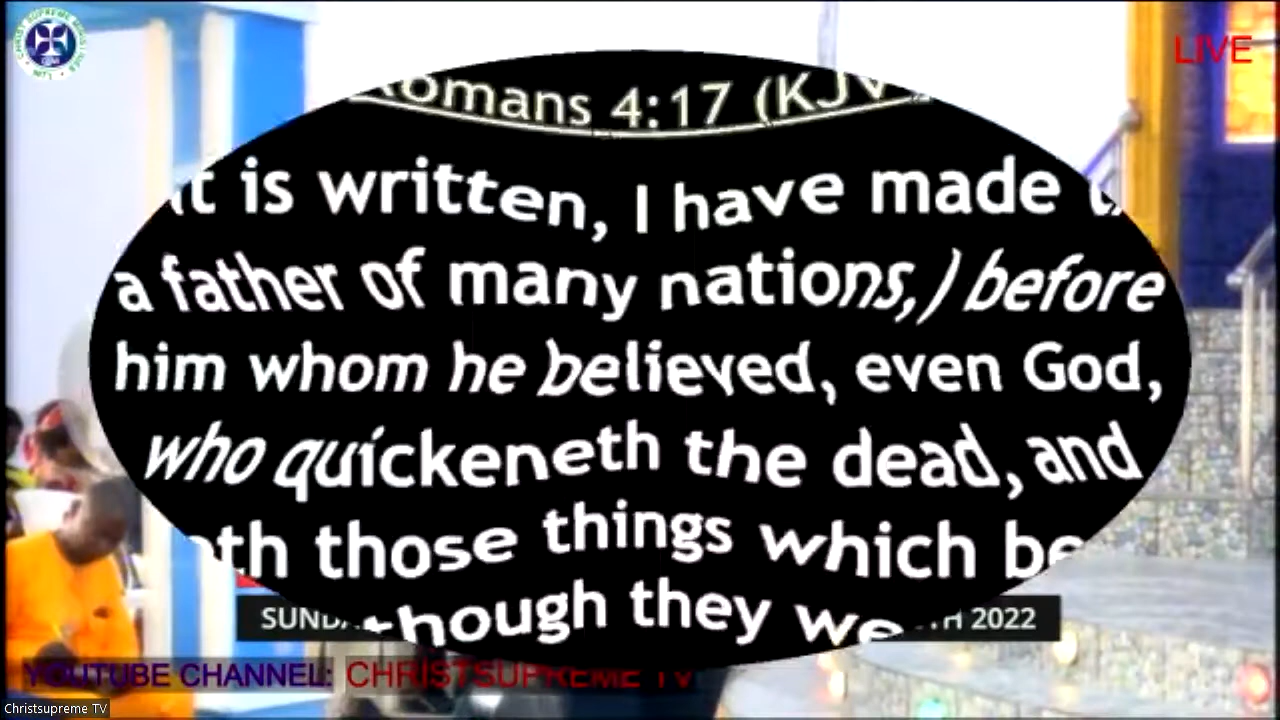 LIVE
Romans 4:17 (KJV
it is written, I have made
a father of many nations,) before
him whom he believed, even God,
who quickeneth the dead, and
those things which be
though they we
2022
YOUTUBE CHANNEL: CHRISTSUPREME TV
Christsupreme TV